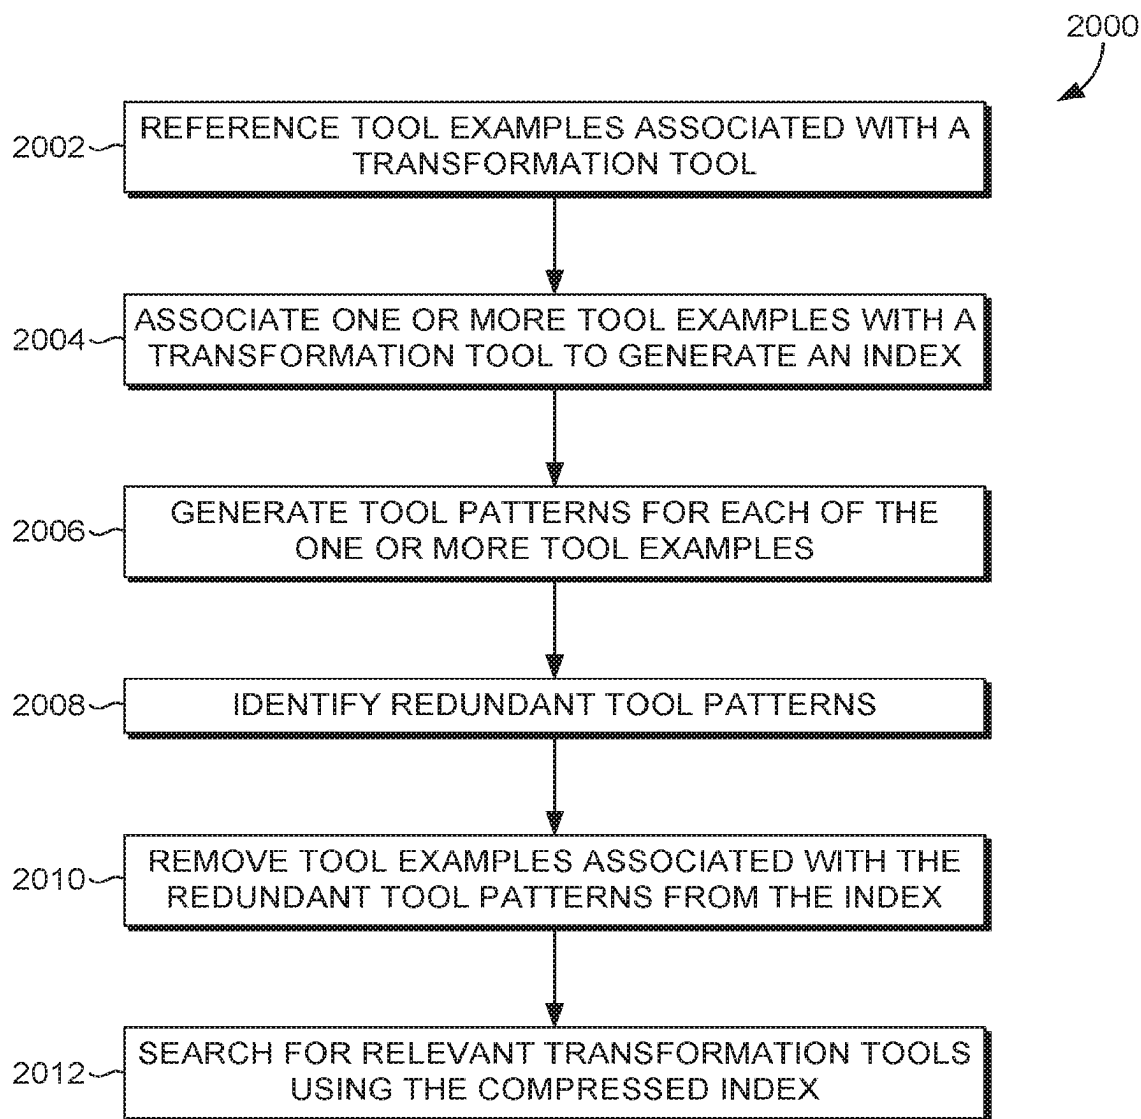 2000
2002
REFERENCE TOOL EXAMPLES ASSOCIATED WITH A
TRANSFORMATION TOOL
2004
ASSOCIATE ONE OR MORE TOOL EXAMPLES WITH A
TRANSFORMATION TOOL TO GENERATE AN INDEX
2006
GENERATE TOOL PATTERNS FOR EACH OF THE
ONE OR MORE TOOL EXAMPLES
2008
IDENTIFY REDUNDANT TOOL PATTERNS
2010
REMOVE TOOL EXAMPLES ASSOCIATED WITH THE
REDUNDANT TOOL PATTERNS FROM THE INDEX
2012
SEARCH FOR RELEVANT TRANSFORMATION TOOLS
USING THE COMPRESSED INDEX